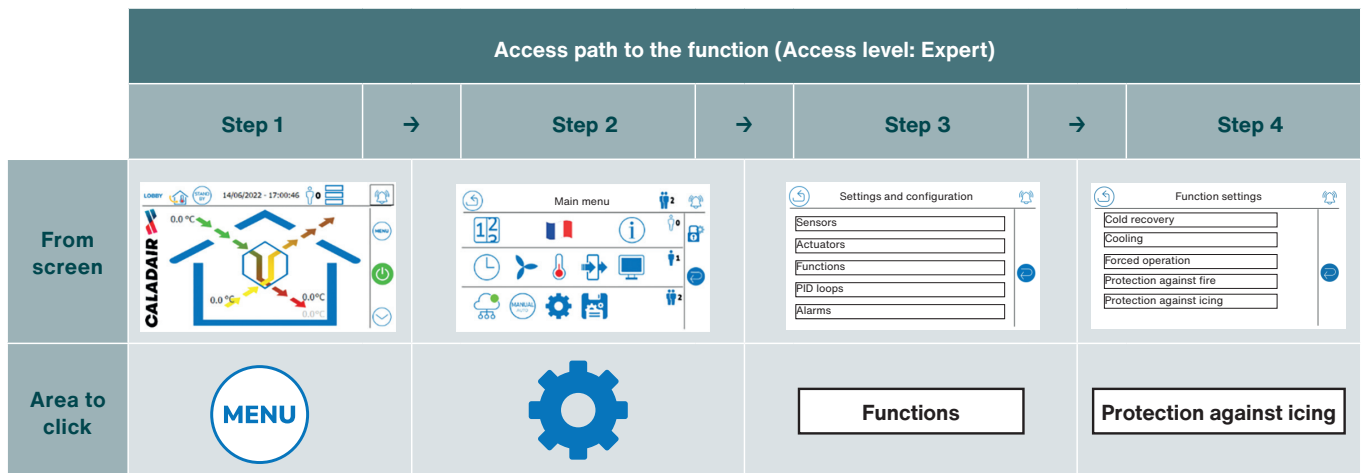 Access path to the function (Access level: Expert)
Step 1 → Step 2 → Step 3 → Step 4
From
screen
LOBBY STAND BY 14/06/2022 - 17:00:46 0
CALADAIR
0.0 °C
MENU
0.0 °C 0.0°C
0.0°C
Main menu 2
12 2 i 0
1
MANUAL AUTO 2
Settings and configuration
Sensors
Actuators
Functions
PID loops
Alarms
Function settings
Cold recovery
Cooling
Forced operation
Protection against fire
Protection against icing
Area to
click
MENU
Functions
Protection against icing